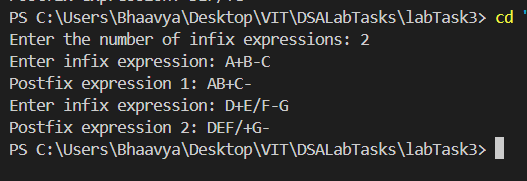 PS C:\Users\Bhaavya\Desktop\VIT\DSALabTasks\labTask3> cd '
Enter the number of infix expressions: 2
Enter infix expression: A+B-C
Postfix expression 1: AB+C-
Enter infix expression: D+E/F-G
Postfix expression 2: DEF/+G-
PS C:\Users\Bhaavya\Desktop\VIT\DSALabTasks\labTask3>